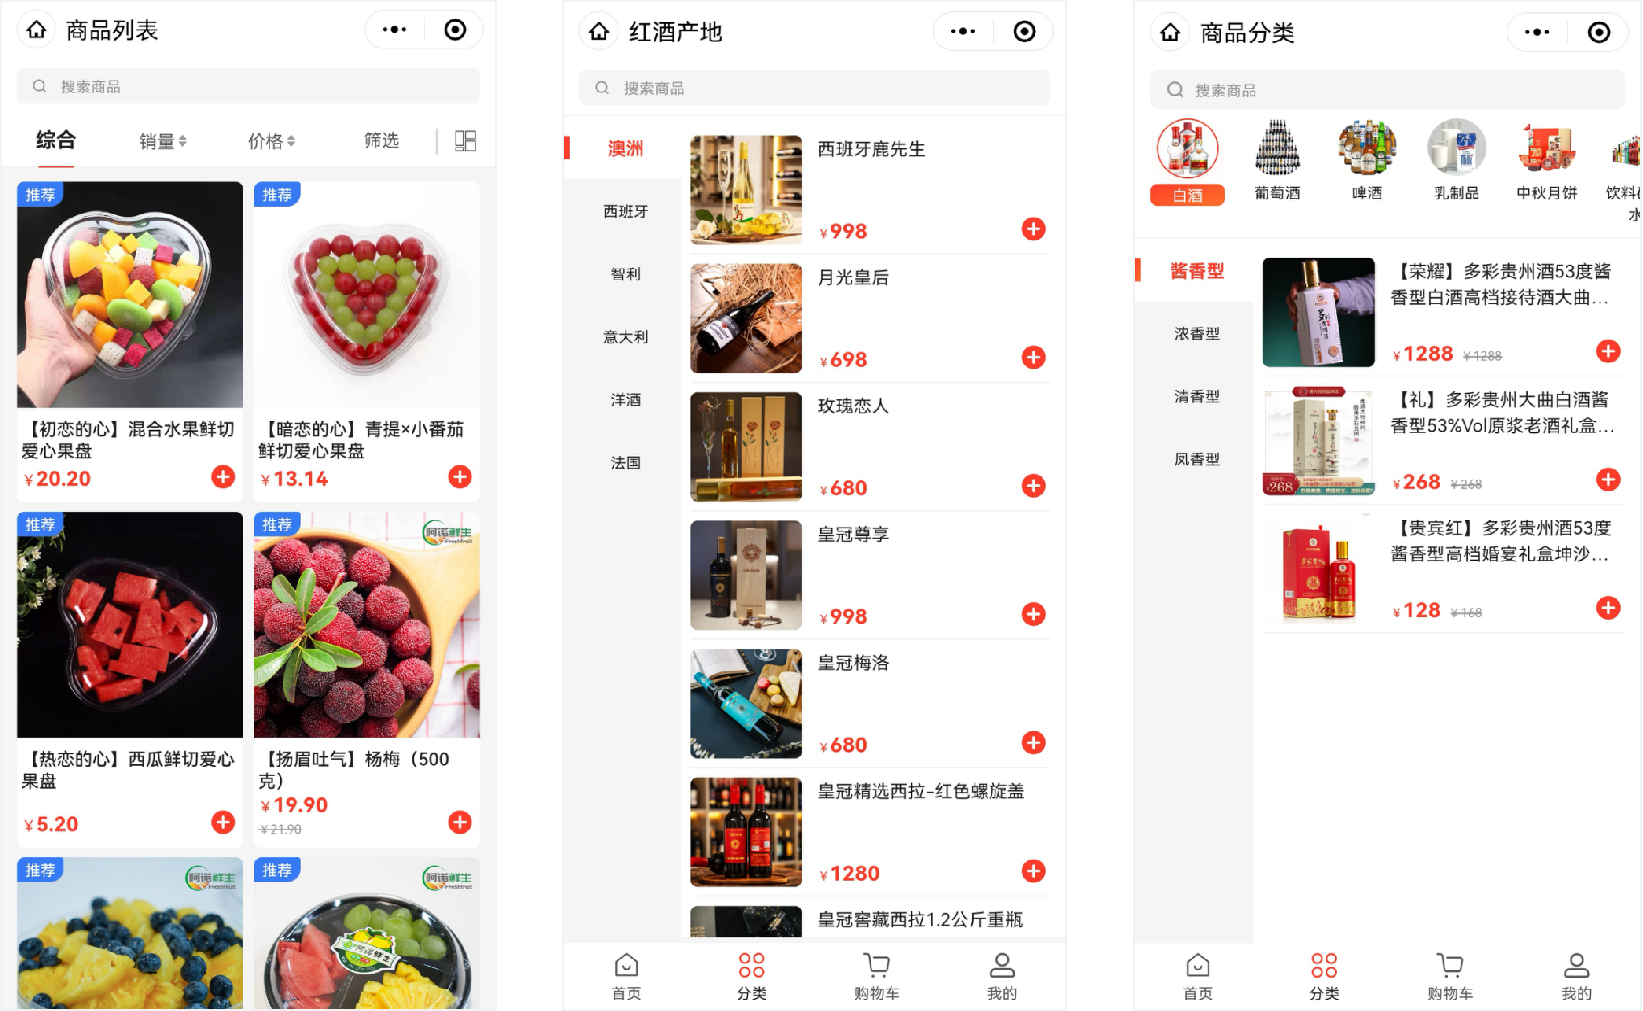 商品列表
搜索商品
综合
销量
价格
筛选
推荐
推荐
【初恋的心】混合水果鲜切
爱心果盘
¥20.20
【暗恋的心】青提×小番茄
鲜切爱心果盘
¥13.14
推荐
推荐
阿诺鲜生
Freshfruit
【热恋的心】西瓜鲜切爱心
果盘
¥5.20
【扬眉吐气】杨梅（500
克）
¥19.90
¥21.90
推荐
阿诺鲜生
Freshfruit
推荐
阿诺鲜生
Freshfruit
阿诺鲜生
红酒产地
搜索商品
澳洲
西班牙
智利
意大利
洋酒
法国
西班牙鹿先生
¥998
月光皇后
¥698
玫瑰恋人
¥680
皇冠尊享
¥998
皇冠梅洛
¥680
皇冠精选西拉-红色螺旋盖
¥1280
皇冠窖藏西拉1.2公斤重瓶
首页
分类
购物车
我的
商品分类
搜索商品
白酒
葡萄酒
啤酒
乳制品
中秋月饼
饮料
水
酱香型
浓香型
清香型
凤香型
【荣耀】多彩贵州酒53度酱
香型白酒高档接待酒大曲...
¥1288
¥1288
【礼】多彩贵州大曲白酒酱
香型53%Vol原浆老酒礼盒...
¥268
¥268
268
【贵宾红】多彩贵州酒53度
酱香型高档婚宴礼盒坤沙...
¥128
¥168
首页
分类
购物车
我的